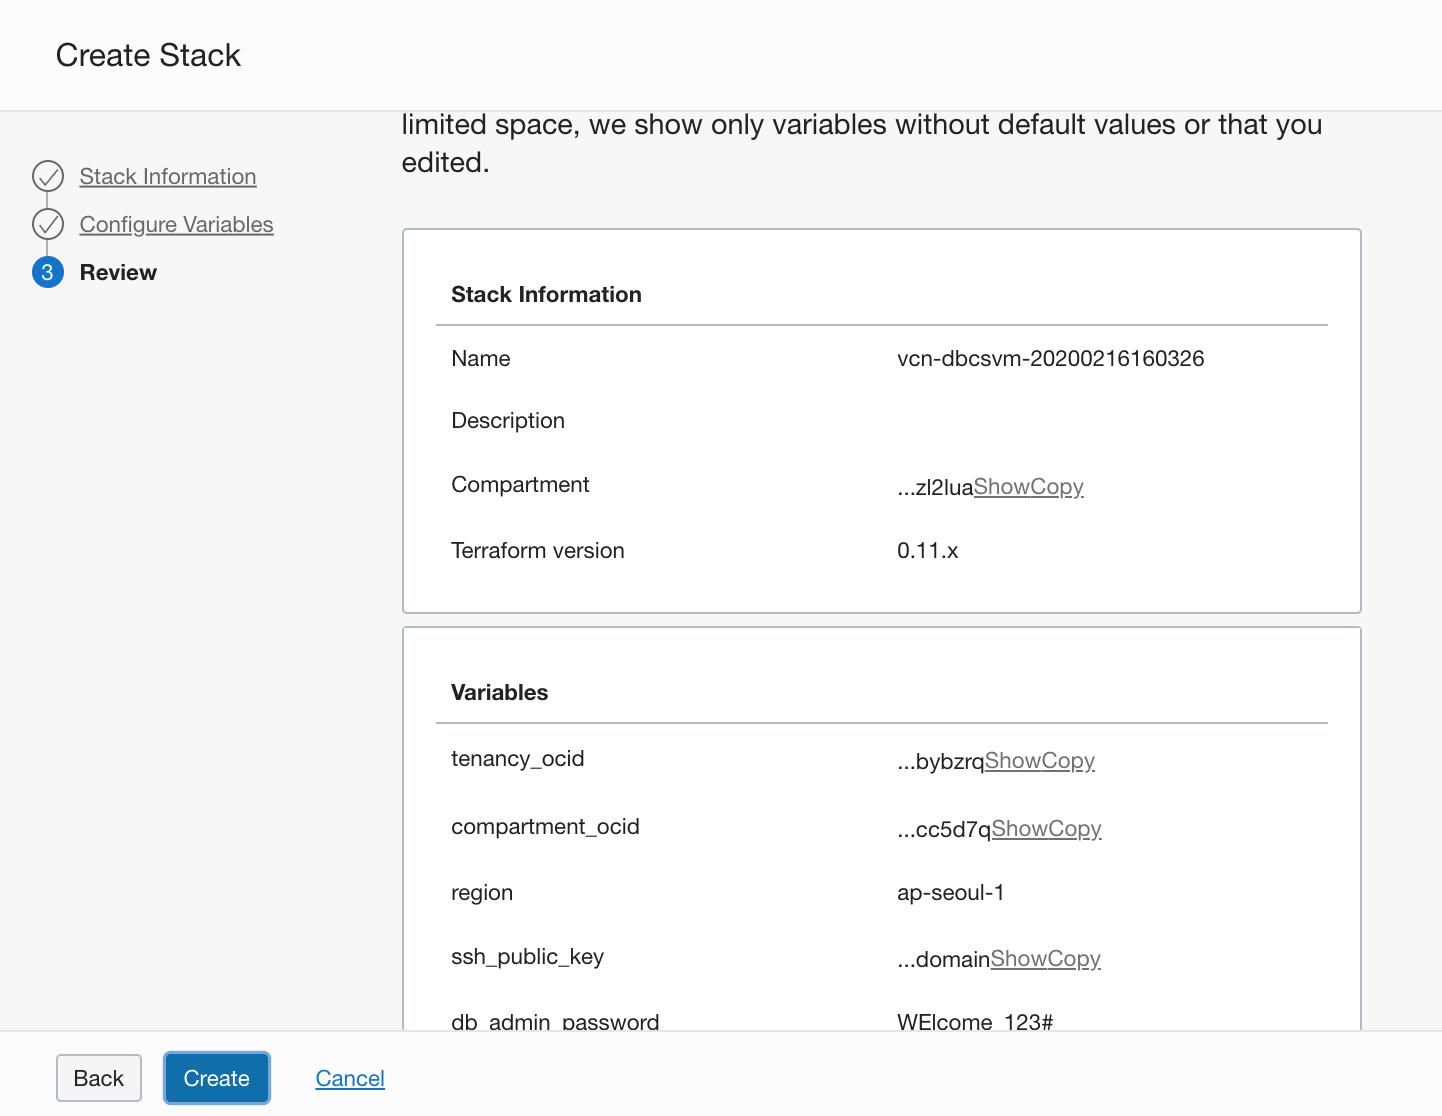 Create Stack
limited space, we show only variables without default values or that you
edited.
Stack Information
Configure Variables
3 Review
Stack Information
Name vcn-dbcsvm-20200216160326
Description
Compartment ...zl2luaShowCopy
Terraform version 0.11.x
Variables
tenancy_ocid ...bybzrqShowCopy
compartment_ocid ...cc5d7qShowCopy
region ap-seoul-1
ssh_public_key ...domainShowCopy
db_admin_password WElcome_123#
Back Create Cancel